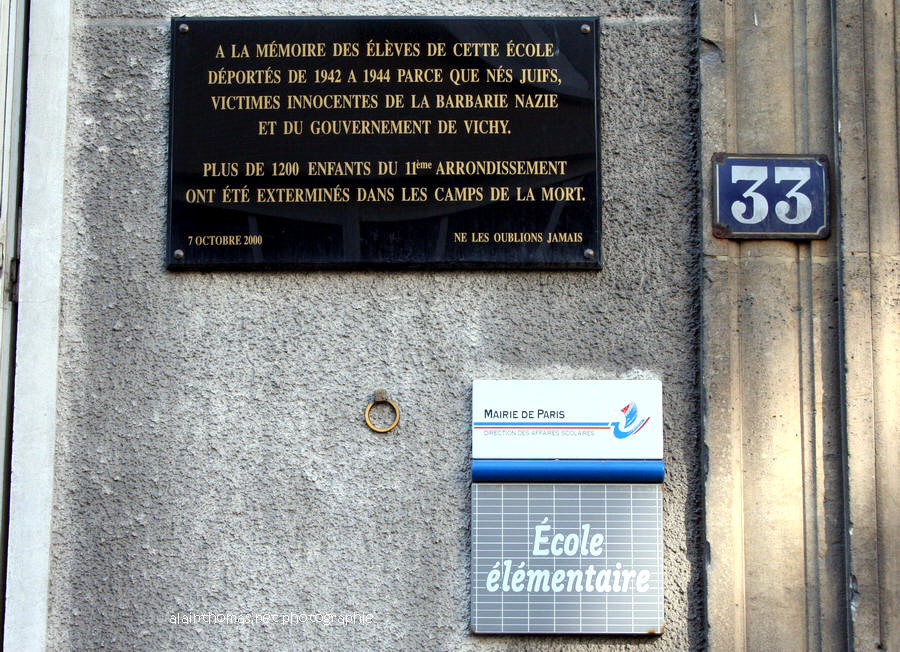 A LA MÉMOIRE DES ÉLÈVES DE CETTE ÉCOLE
DÉPORTÉS DE 1942 A 1944 PARCE QUE NÉS JUIFS,
VICTIMES INNOCENTES DE LA BARBARIE NAZIE
ET DU GOUVERNEMENT DE VICHY.
PLUS DE 1200 ENFANTS DU 11ème ARRONDISSEMENT
ONT ÉTÉ EXTERMINÉS DANS LES CAMPS DE LA MORT.
7 OCTOBRE 2000 NE LES OUBLIONS JAMAIS
33
MAIRIE DE PARIS
DIRECTION DES AFFAIRES SCOLAIRES
École
élémentaire
alainthomas.net photographie